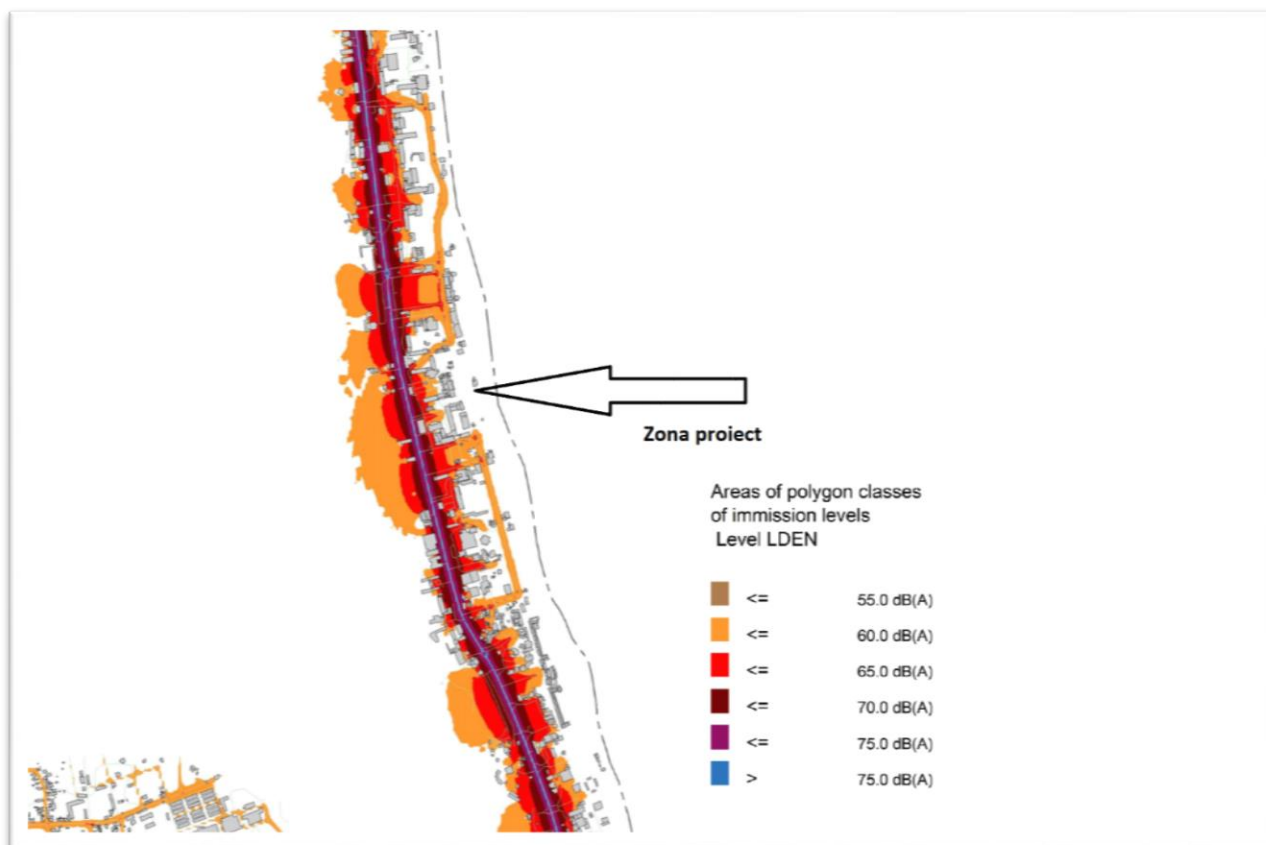 Zona proiect
Areas of polygon classes
of immission levels
Level LDEN
<= 55.0 dB(A)
<= 60.0 dB(A)
<= 65.0 dB(A)
<= 70.0 dB(A)
<= 75.0 dB(A)
> 75.0 dB(A)